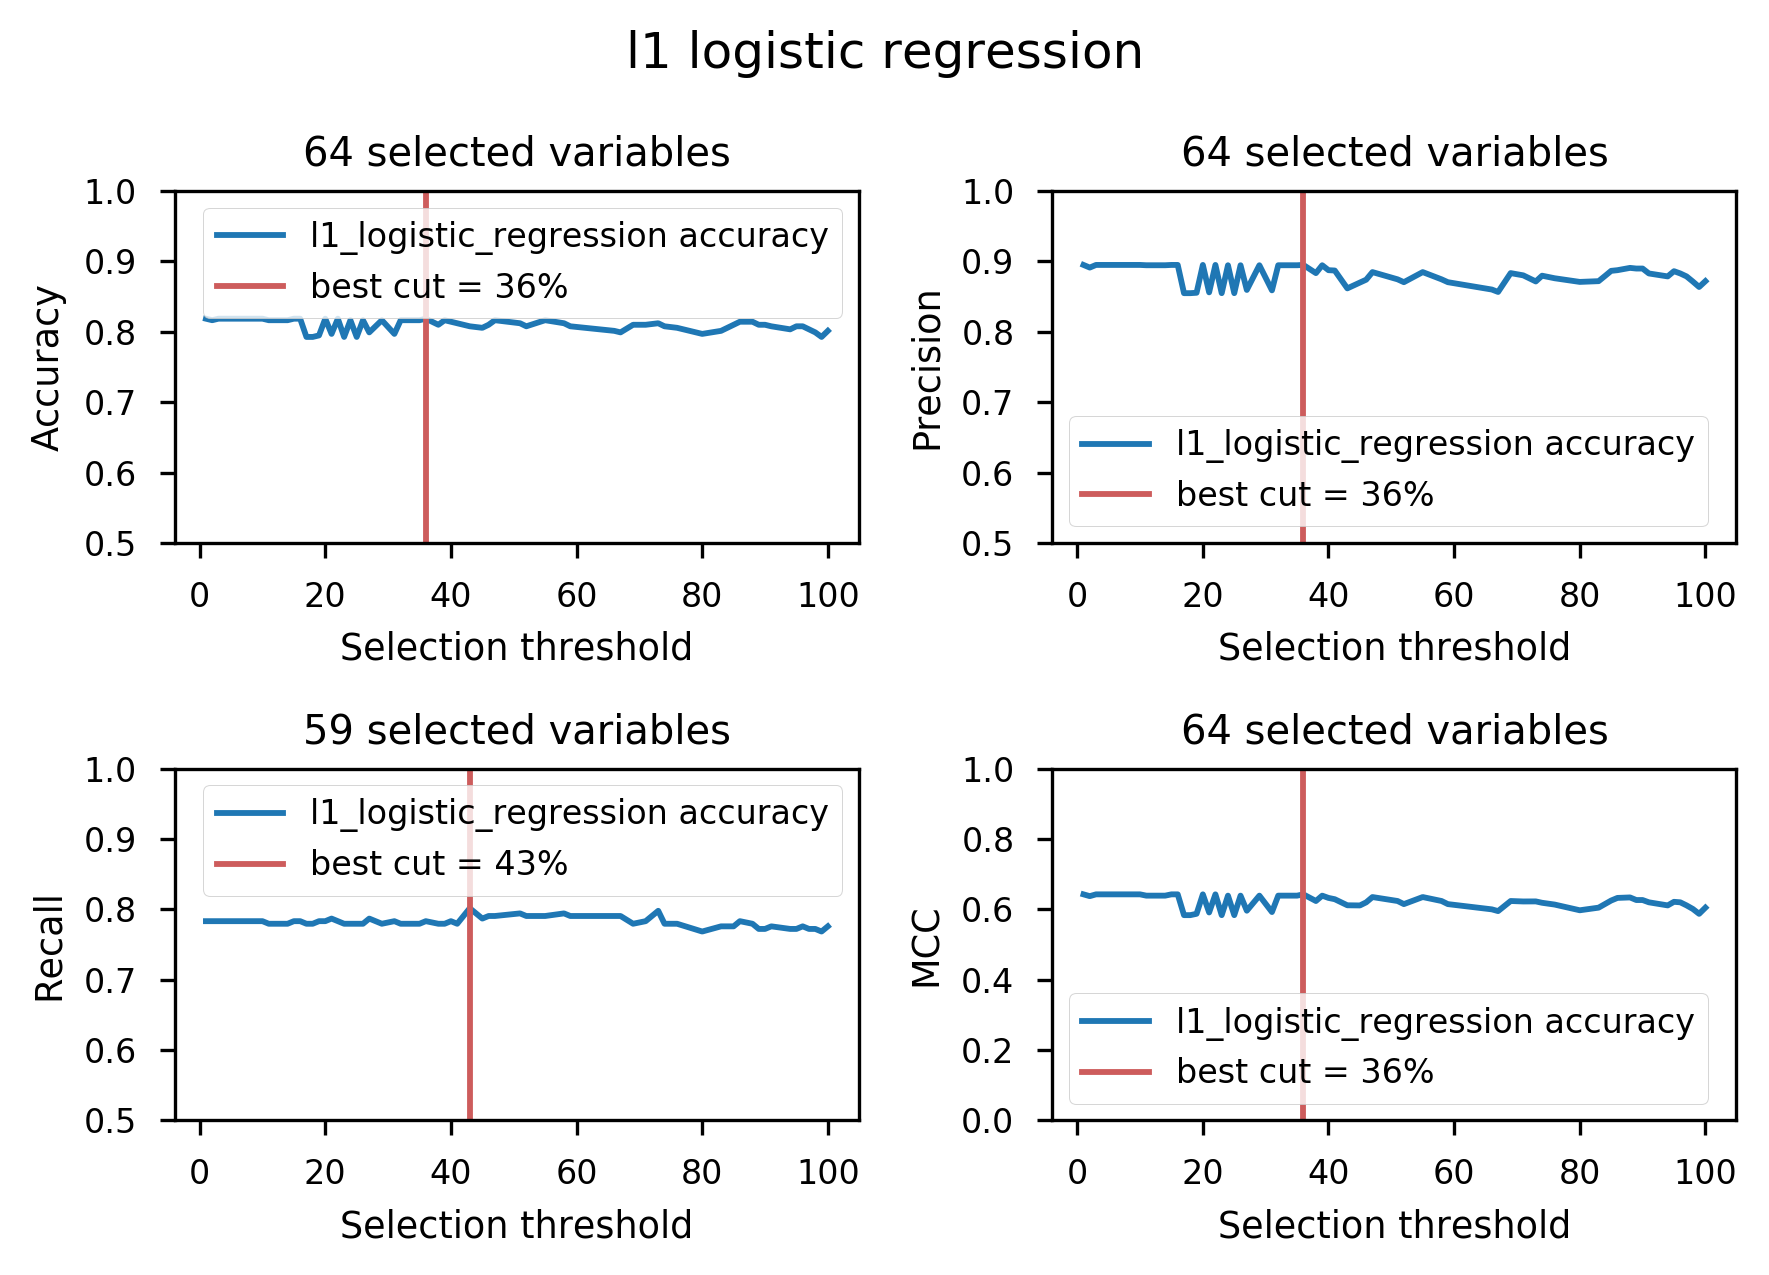 l1 logistic regression
64 selected variables
1.0
0.9
0.8
0.7
0.6
0.5
Accuracy
l1_logistic_regression accuracy
best cut = 36%
0 20 40 60 80 100
Selection threshold
64 selected variables
1.0
0.9
0.8
0.7
0.6
0.5
Precision
l1_logistic_regression accuracy
best cut = 36%
0 20 40 60 80 100
Selection threshold
59 selected variables
1.0
0.9
0.8
0.7
0.6
0.5
Recall
l1_logistic_regression accuracy
best cut = 43%
0 20 40 60 80 100
Selection threshold
64 selected variables
1.0
0.8
0.6
0.4
0.2
0.0
MCC
l1_logistic_regression accuracy
best cut = 36%
0 20 40 60 80 100
Selection threshold